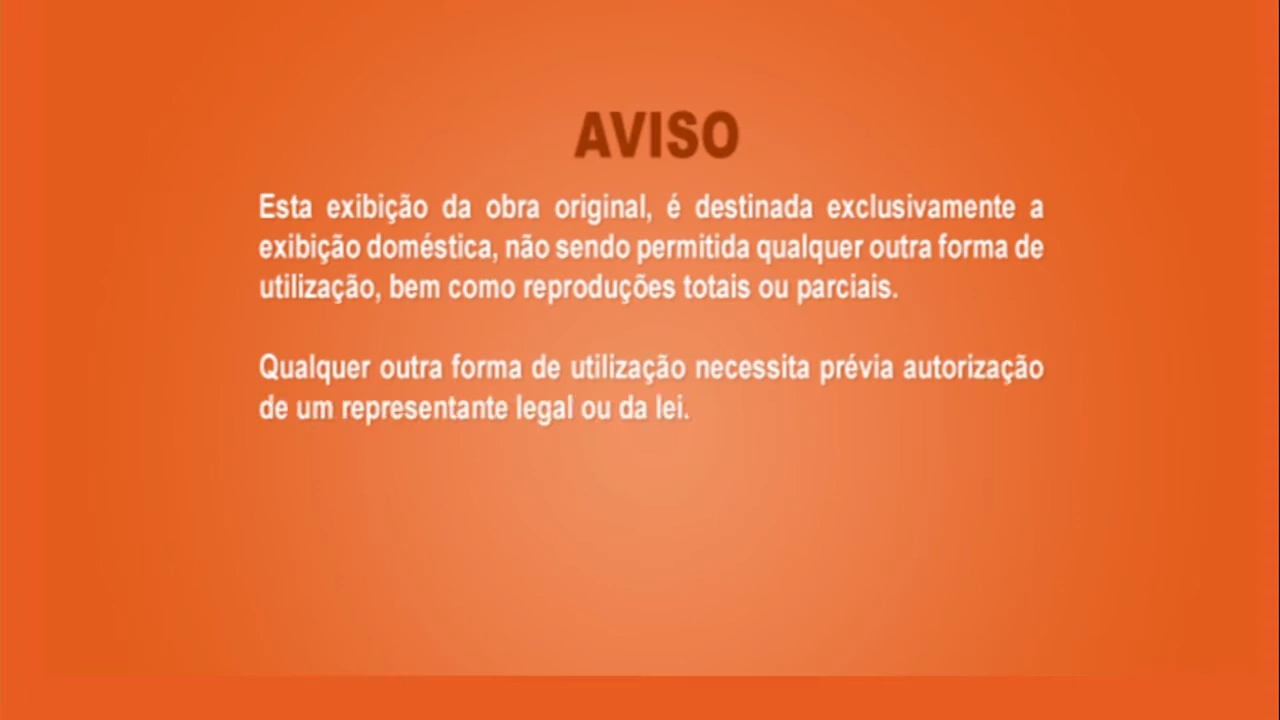 AVISO
Esta exibição da obra original, é destinada exclusivamente a
exibição doméstica, não sendo permitida qualquer outra forma de
utilização, bem como reproduções totais ou parciais.
Qualquer outra forma de utilização necessita prévia autorização
de um representante legal ou da lei.